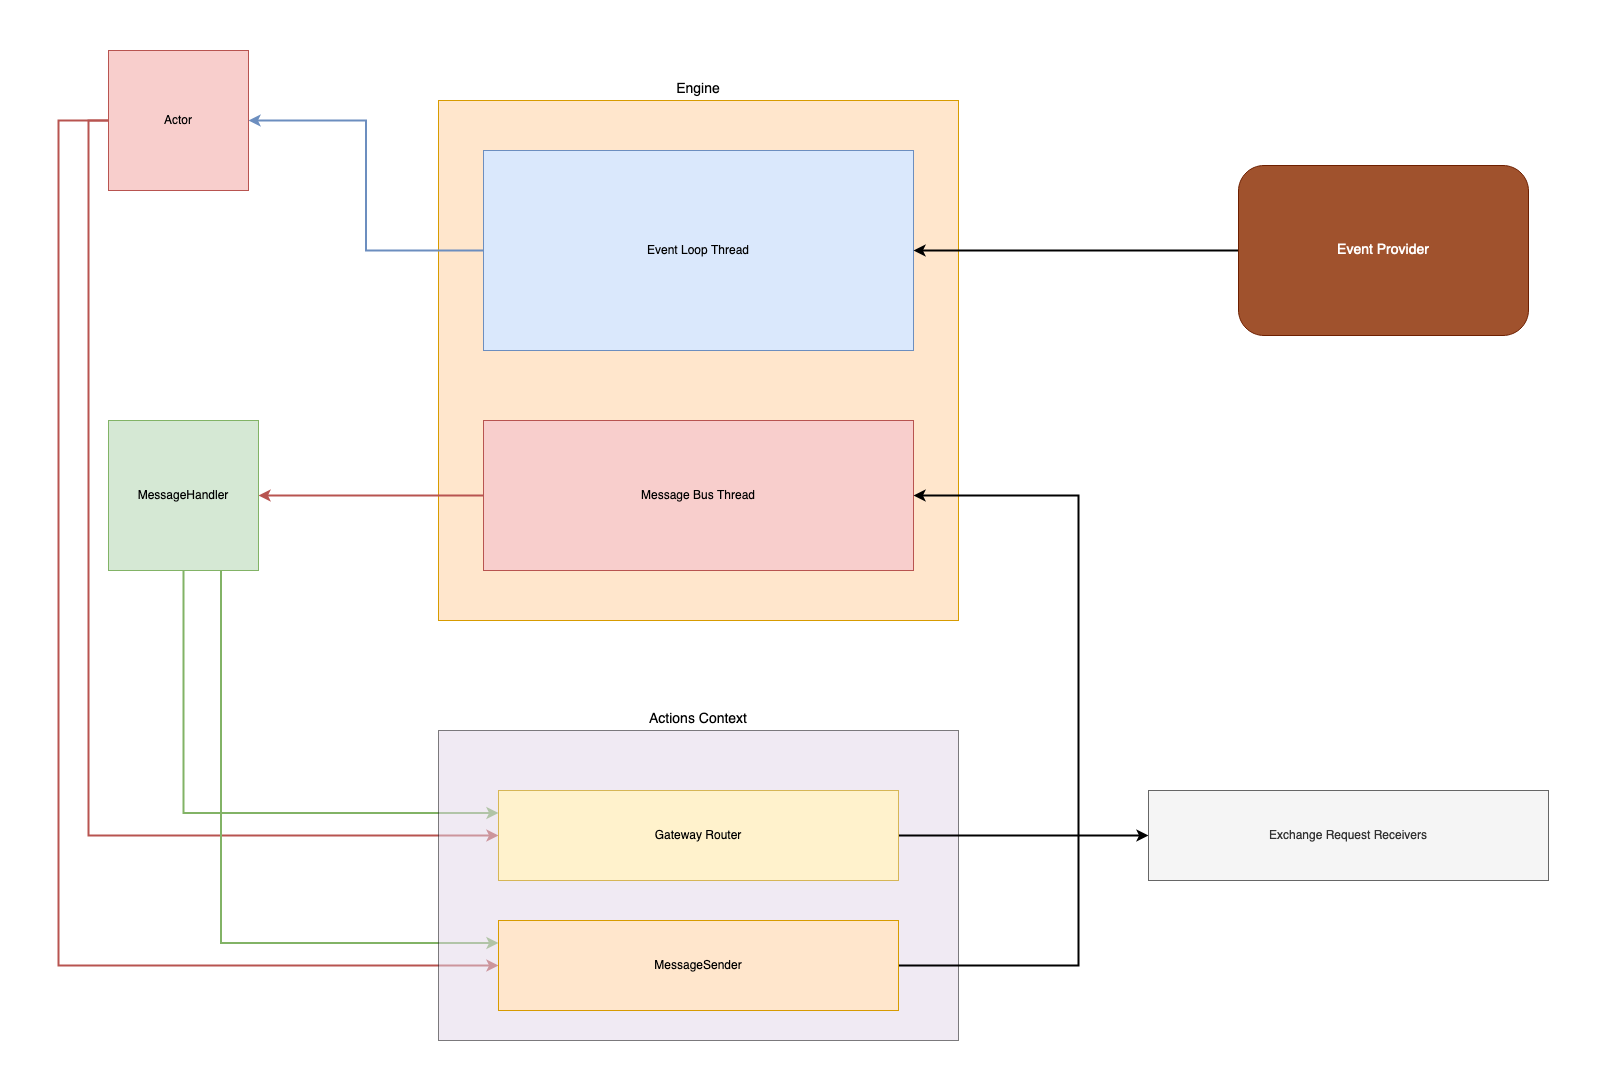 Engine
Actor
Event Loop Thread
Event Provider
MessageHandler
Message Bus Thread
Actions Context
Gateway Router
Exchange Request Receivers
MessageSender